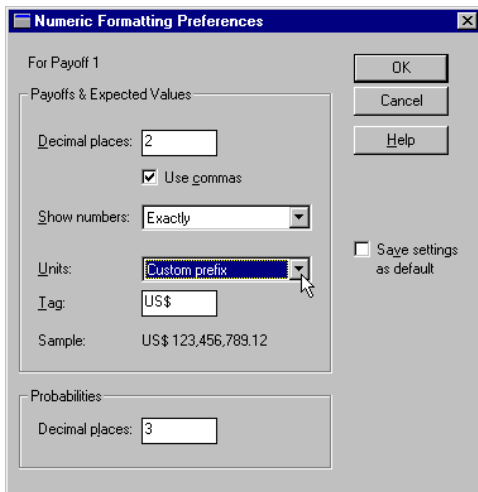 Numeric Formatting Preferences
For Payoff 1
OK
Payoffs & Expected Values
Cancel
Decimal places: 2
Help
Use commas
Show numbers: Exactly
Save settings
as default
Units: Custom prefix
Tag: US$
Sample: US$ 123,456,789.12
Probabilities
Decimal places: 3